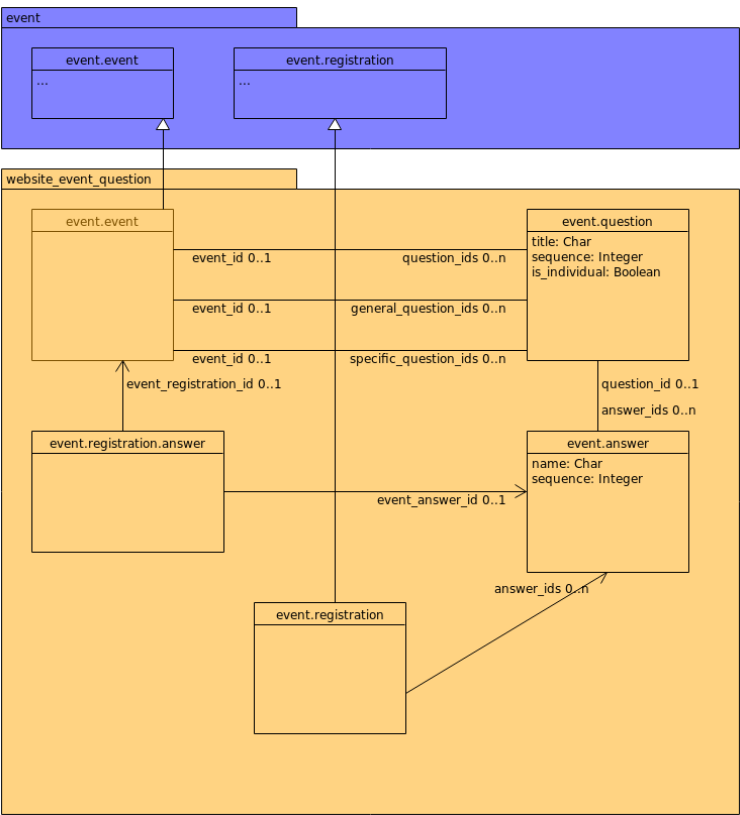 event
event.event
...
event.registration
...
website_event_question
event.event
event.question
title: Char
sequence: Integer
is_individual: Boolean
event_id 0..1
question_ids 0..n
event_id 0..1
general_question_ids 0..n
event_id 0..1
specific_question_ids 0..n
event_registration_id 0..1
question_id 0..1
answer_ids 0..n
event.registration.answer
event.answer
name: Char
sequence: Integer
event_answer_id 0..1
answer_ids 0..n
event.registration